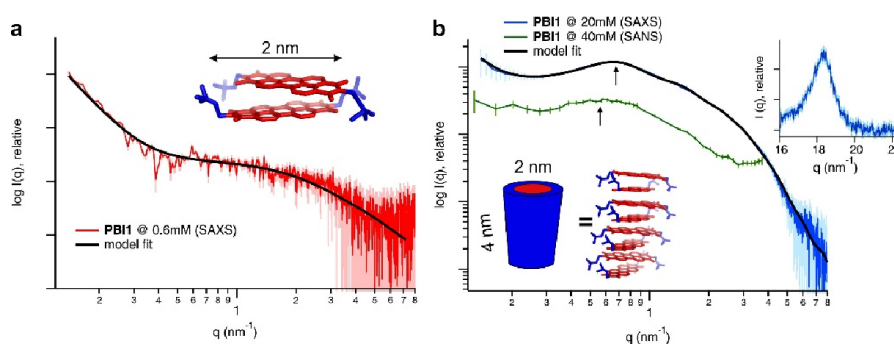 a
2 nm
log I(q), relative
PBI1 @ 0.6mM (SAXS)
model fit
2 3 4 5 6 7 8 9 1 2 3 4 5 6 7 8
q (nm⁻¹)
b
PBI1 @ 20mM (SAXS)
PBI1 @ 40mM (SANS)
model fit
log I(q), relative
I (q), relative
16 18 20 22
q (nm⁻¹)
2 nm
4 nm
=
2 3 4 5 6 7 8 9 1 2 3 4 5 6 7 8
q (nm⁻¹)